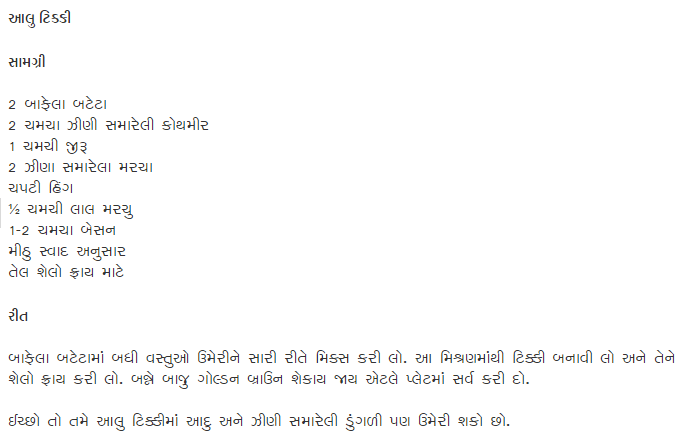 આલુ ટિક્કી
સામગ્રી
2 બાફેલા બટેટા
2 ચમચા ઝીણી સમારેલી કોથમીર
1 ચમચી જીરૂ
2 ઝીણા સમારેલા મરચા
ચપટી હિંગ
½ ચમચી લાલ મરચુ
1-2 ચમચા બેસન
મીઠુ સ્વાદ અનુસાર
તેલ શેલો ફ્રાય માટે
રીત
બાફેલા બટેટામાં બધી વસ્તુઓ ઉમેરીને સારી રીતે મિક્સ કરી લો. આ મિશ્રણમાંથી ટિક્કી બનાવી લો અને તેને
શેલો ફ્રાય કરી લો. બન્ને બાજુ ગોલ્ડન બ્રાઉન શેકાય જાય એટલે પ્લેટમાં સર્વ કરી દો.
ઈચ્છો તો તમે આલુ ટિક્કીમાં આદુ અને ઝીણી સમારેલી ડુંગળી પણ ઉમેરી શકો છો.